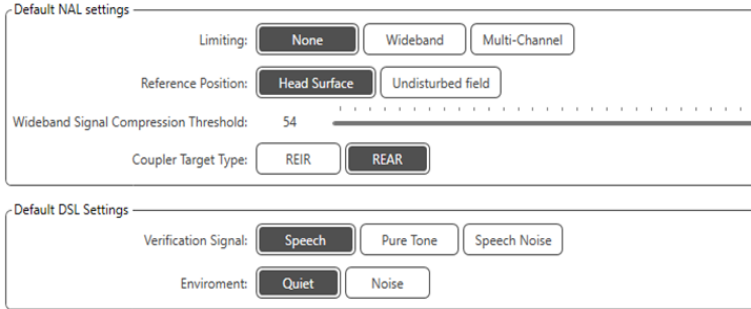 Default NAL settings
Limiting: None Wideband Multi-Channel
Reference Position: Head Surface Undisturbed field
Wideband Signal Compression Threshold: 54
Coupler Target Type: REIR REAR
Default DSL Settings
Verification Signal: Speech Pure Tone Speech Noise
Enviroment: Quiet Noise